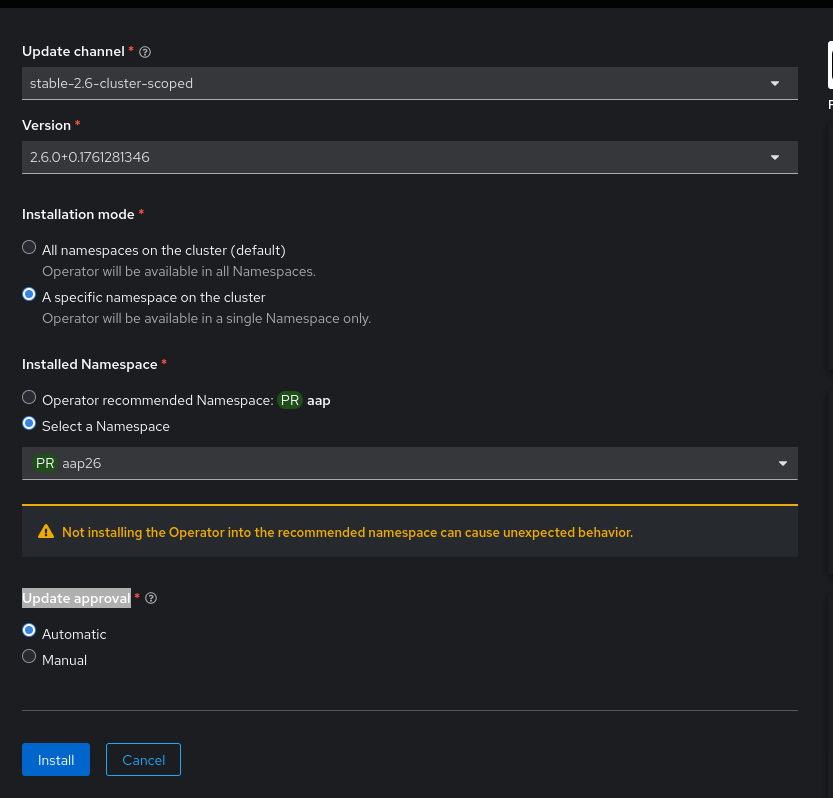 Update channel *
stable-2.6-cluster-scoped
Version *
2.6.0+0.1761281346
Installation mode *
All namespaces on the cluster (default)
Operator will be available in all Namespaces.
A specific namespace on the cluster
Operator will be available in a single Namespace only.
Installed Namespace *
Operator recommended Namespace: PR aap
Select a Namespace
PR aap26
Not installing the Operator into the recommended namespace can cause unexpected behavior.
Update approval *
Automatic
Manual
Install Cancel